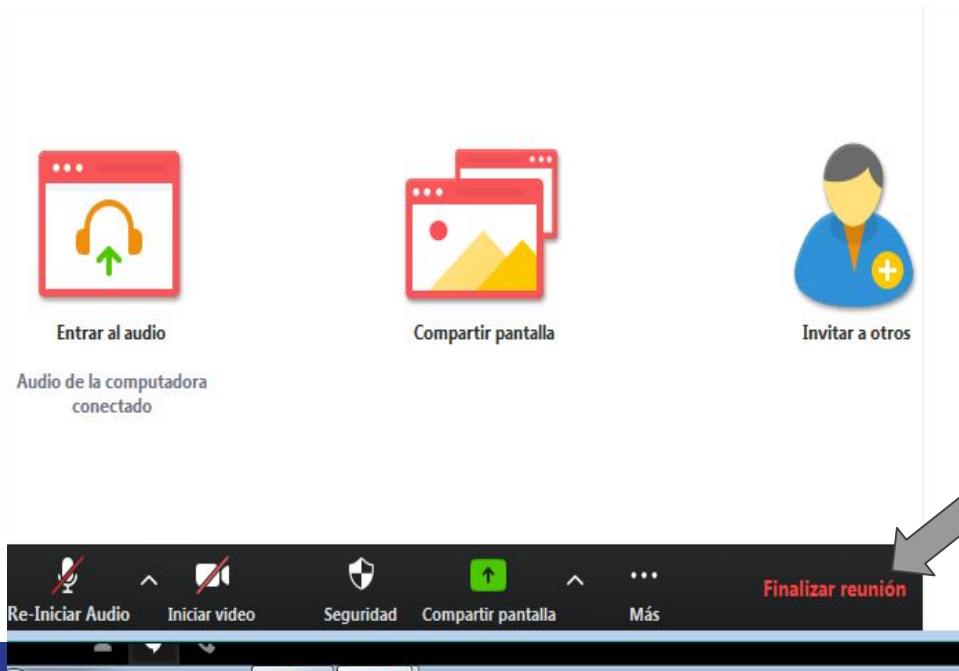 Entrar al audio
Compartir pantalla
Invitar a otros
Audio de la computadora
conectado
Re-Iniciar Audio
Iniciar video
Seguridad
Compartir pantalla
Más
Finalizar reunión